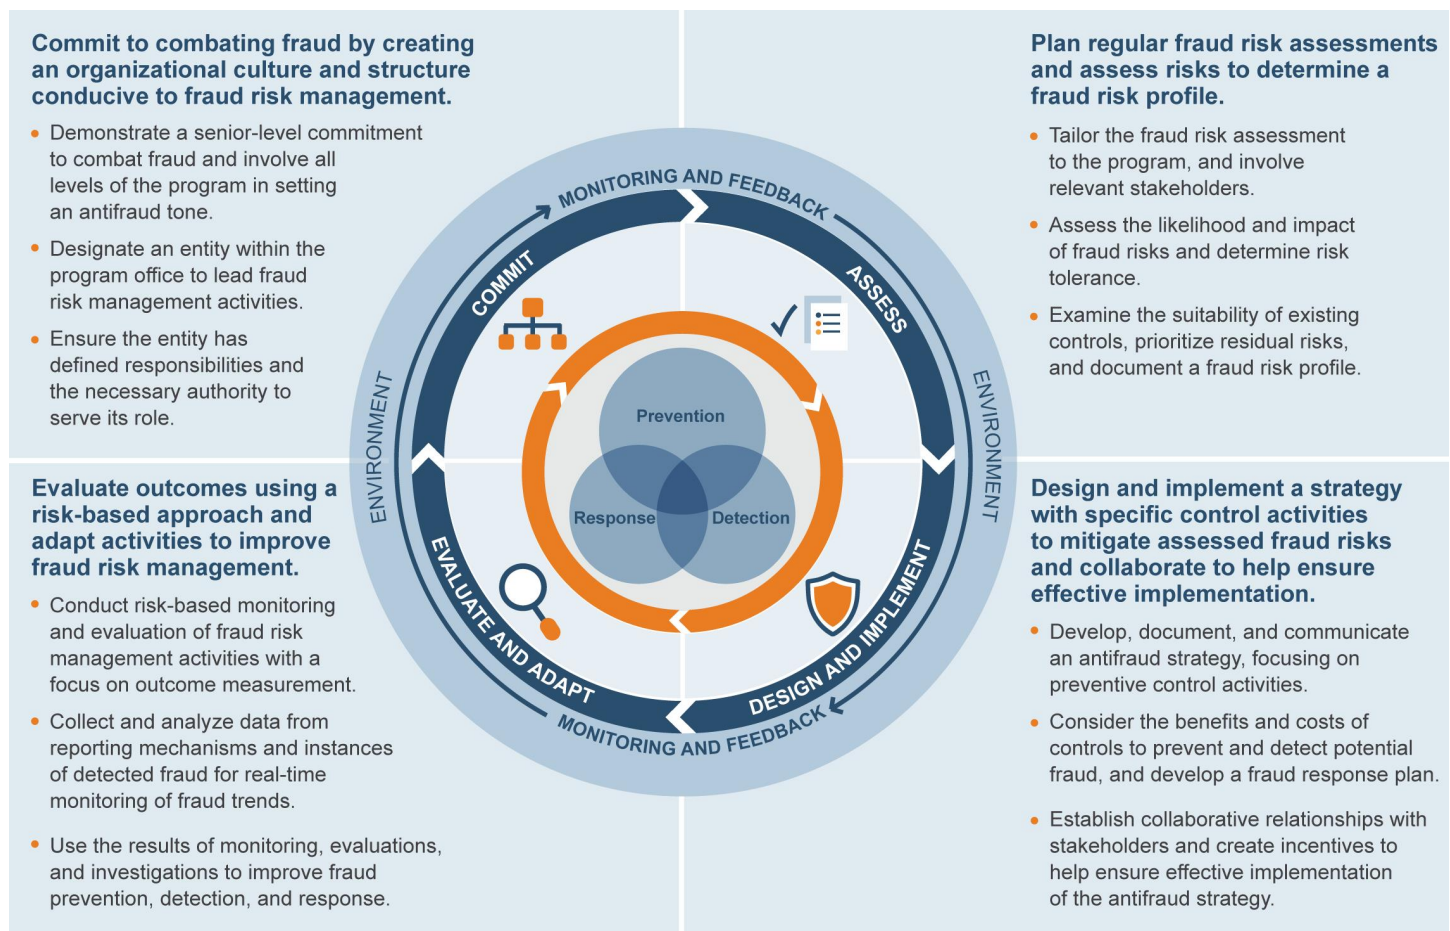 Commit to combating fraud by creating
an organizational culture and structure
conducive to fraud risk management.
• Demonstrate a senior-level commitment
to combat fraud and involve all
levels of the program in setting
an antifraud tone.
• Designate an entity within the
program office to lead fraud
risk management activities.
• Ensure the entity has
defined responsibilities and
the necessary authority to
serve its role.
Plan regular fraud risk assessments
and assess risks to determine a
fraud risk profile.
• Tailor the fraud risk assessment
to the program, and involve
relevant stakeholders.
• Assess the likelihood and impact
of fraud risks and determine risk
tolerance.
• Examine the suitability of existing
controls, prioritize residual risks,
and document a fraud risk profile.
MONITORING AND FEEDBACK
COMMIT
ASSESS
ENVIRONMENT
ENVIRONMENT
Prevention
Response
Detection
EVALUATE AND ADAPT
DESIGN AND IMPLEMENT
MONITORING AND FEEDBACK
Evaluate outcomes using a
risk-based approach and
adapt activities to improve
fraud risk management.
• Conduct risk-based monitoring
and evaluation of fraud risk
management activities with a
focus on outcome measurement.
• Collect and analyze data from
reporting mechanisms and instances
of detected fraud for real-time
monitoring of fraud trends.
• Use the results of monitoring, evaluations,
and investigations to improve fraud
prevention, detection, and response.
Design and implement a strategy
with specific control activities
to mitigate assessed fraud risks
and collaborate to help ensure
effective implementation.
• Develop, document, and communicate
an antifraud strategy, focusing on
preventive control activities.
• Consider the benefits and costs of
controls to prevent and detect potential
fraud, and develop a fraud response plan.
• Establish collaborative relationships with
stakeholders and create incentives to
help ensure effective implementation
of the antifraud strategy.